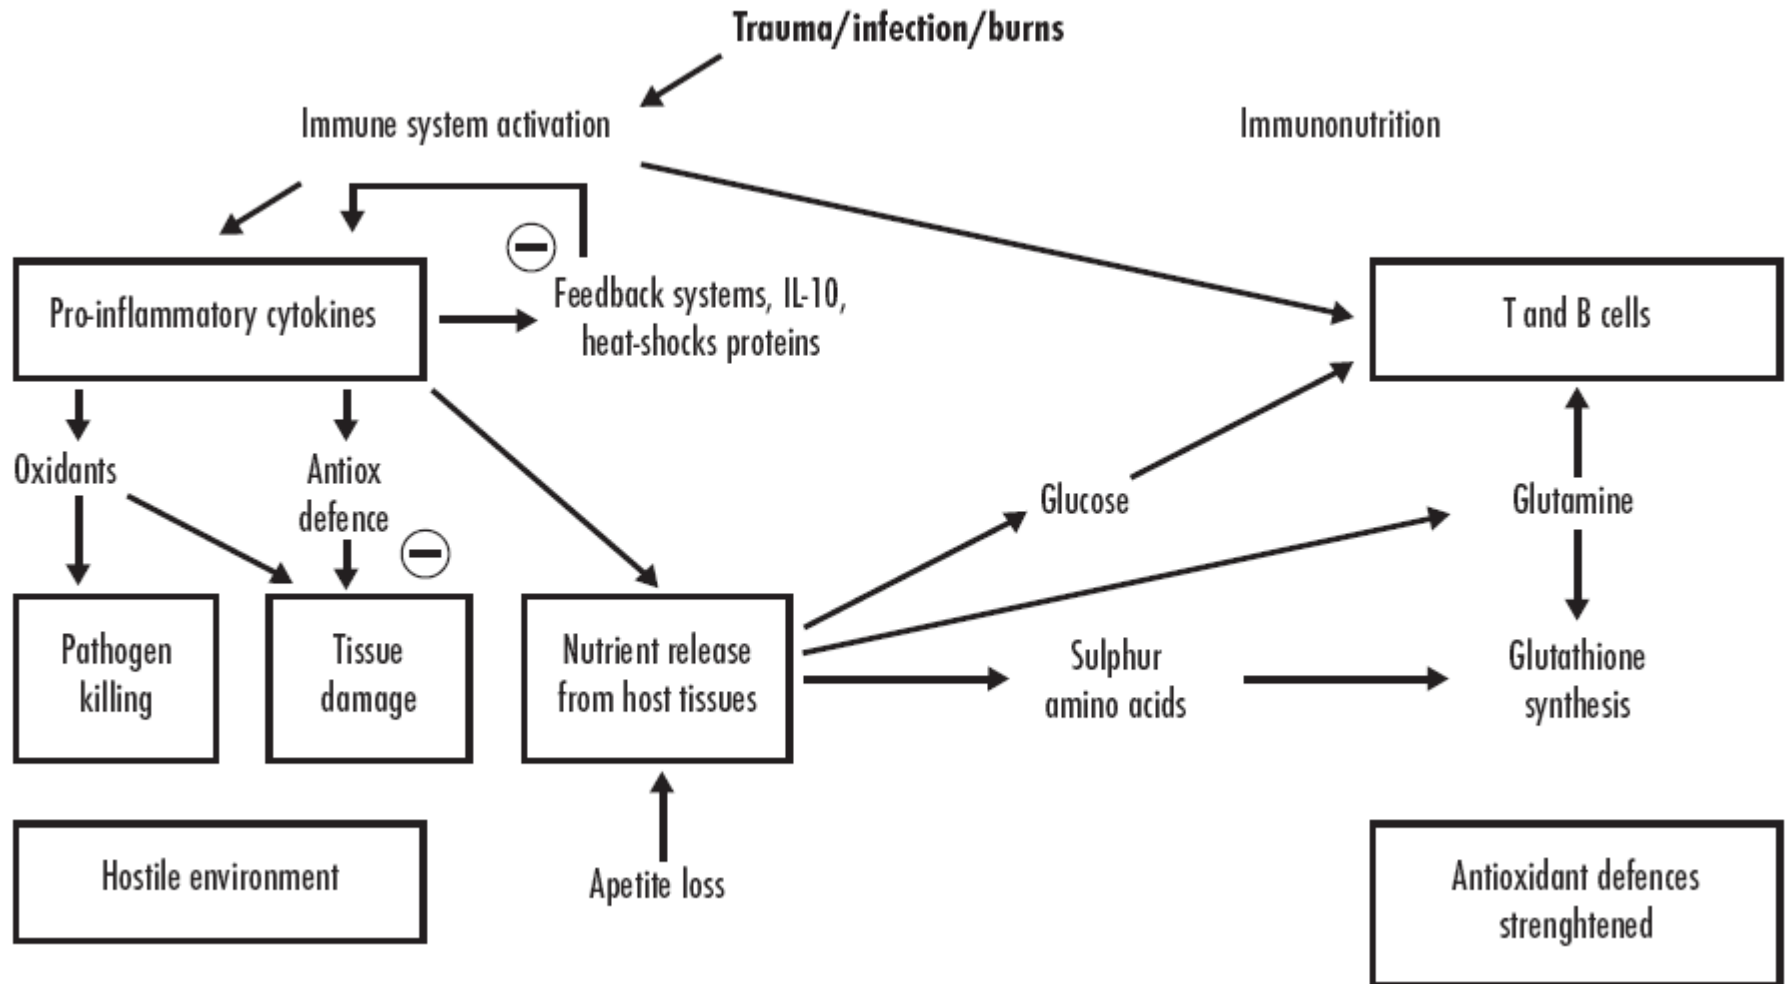 Trauma/infection/burns
Immune system activation
Immunonutrition
Pro-inflammatory cytokines
Feedback systems, IL-10,
heat-shocks proteins
T and B cells
Oxidants
Antiox
defence
Glucose
Glutamine
Pathogen
killing
Tissue
damage
Nutrient release
from host tissues
Sulphur
amino acids
Glutathione
synthesis
Hostile environment
Apetite loss
Antioxidant defences
strenghtened